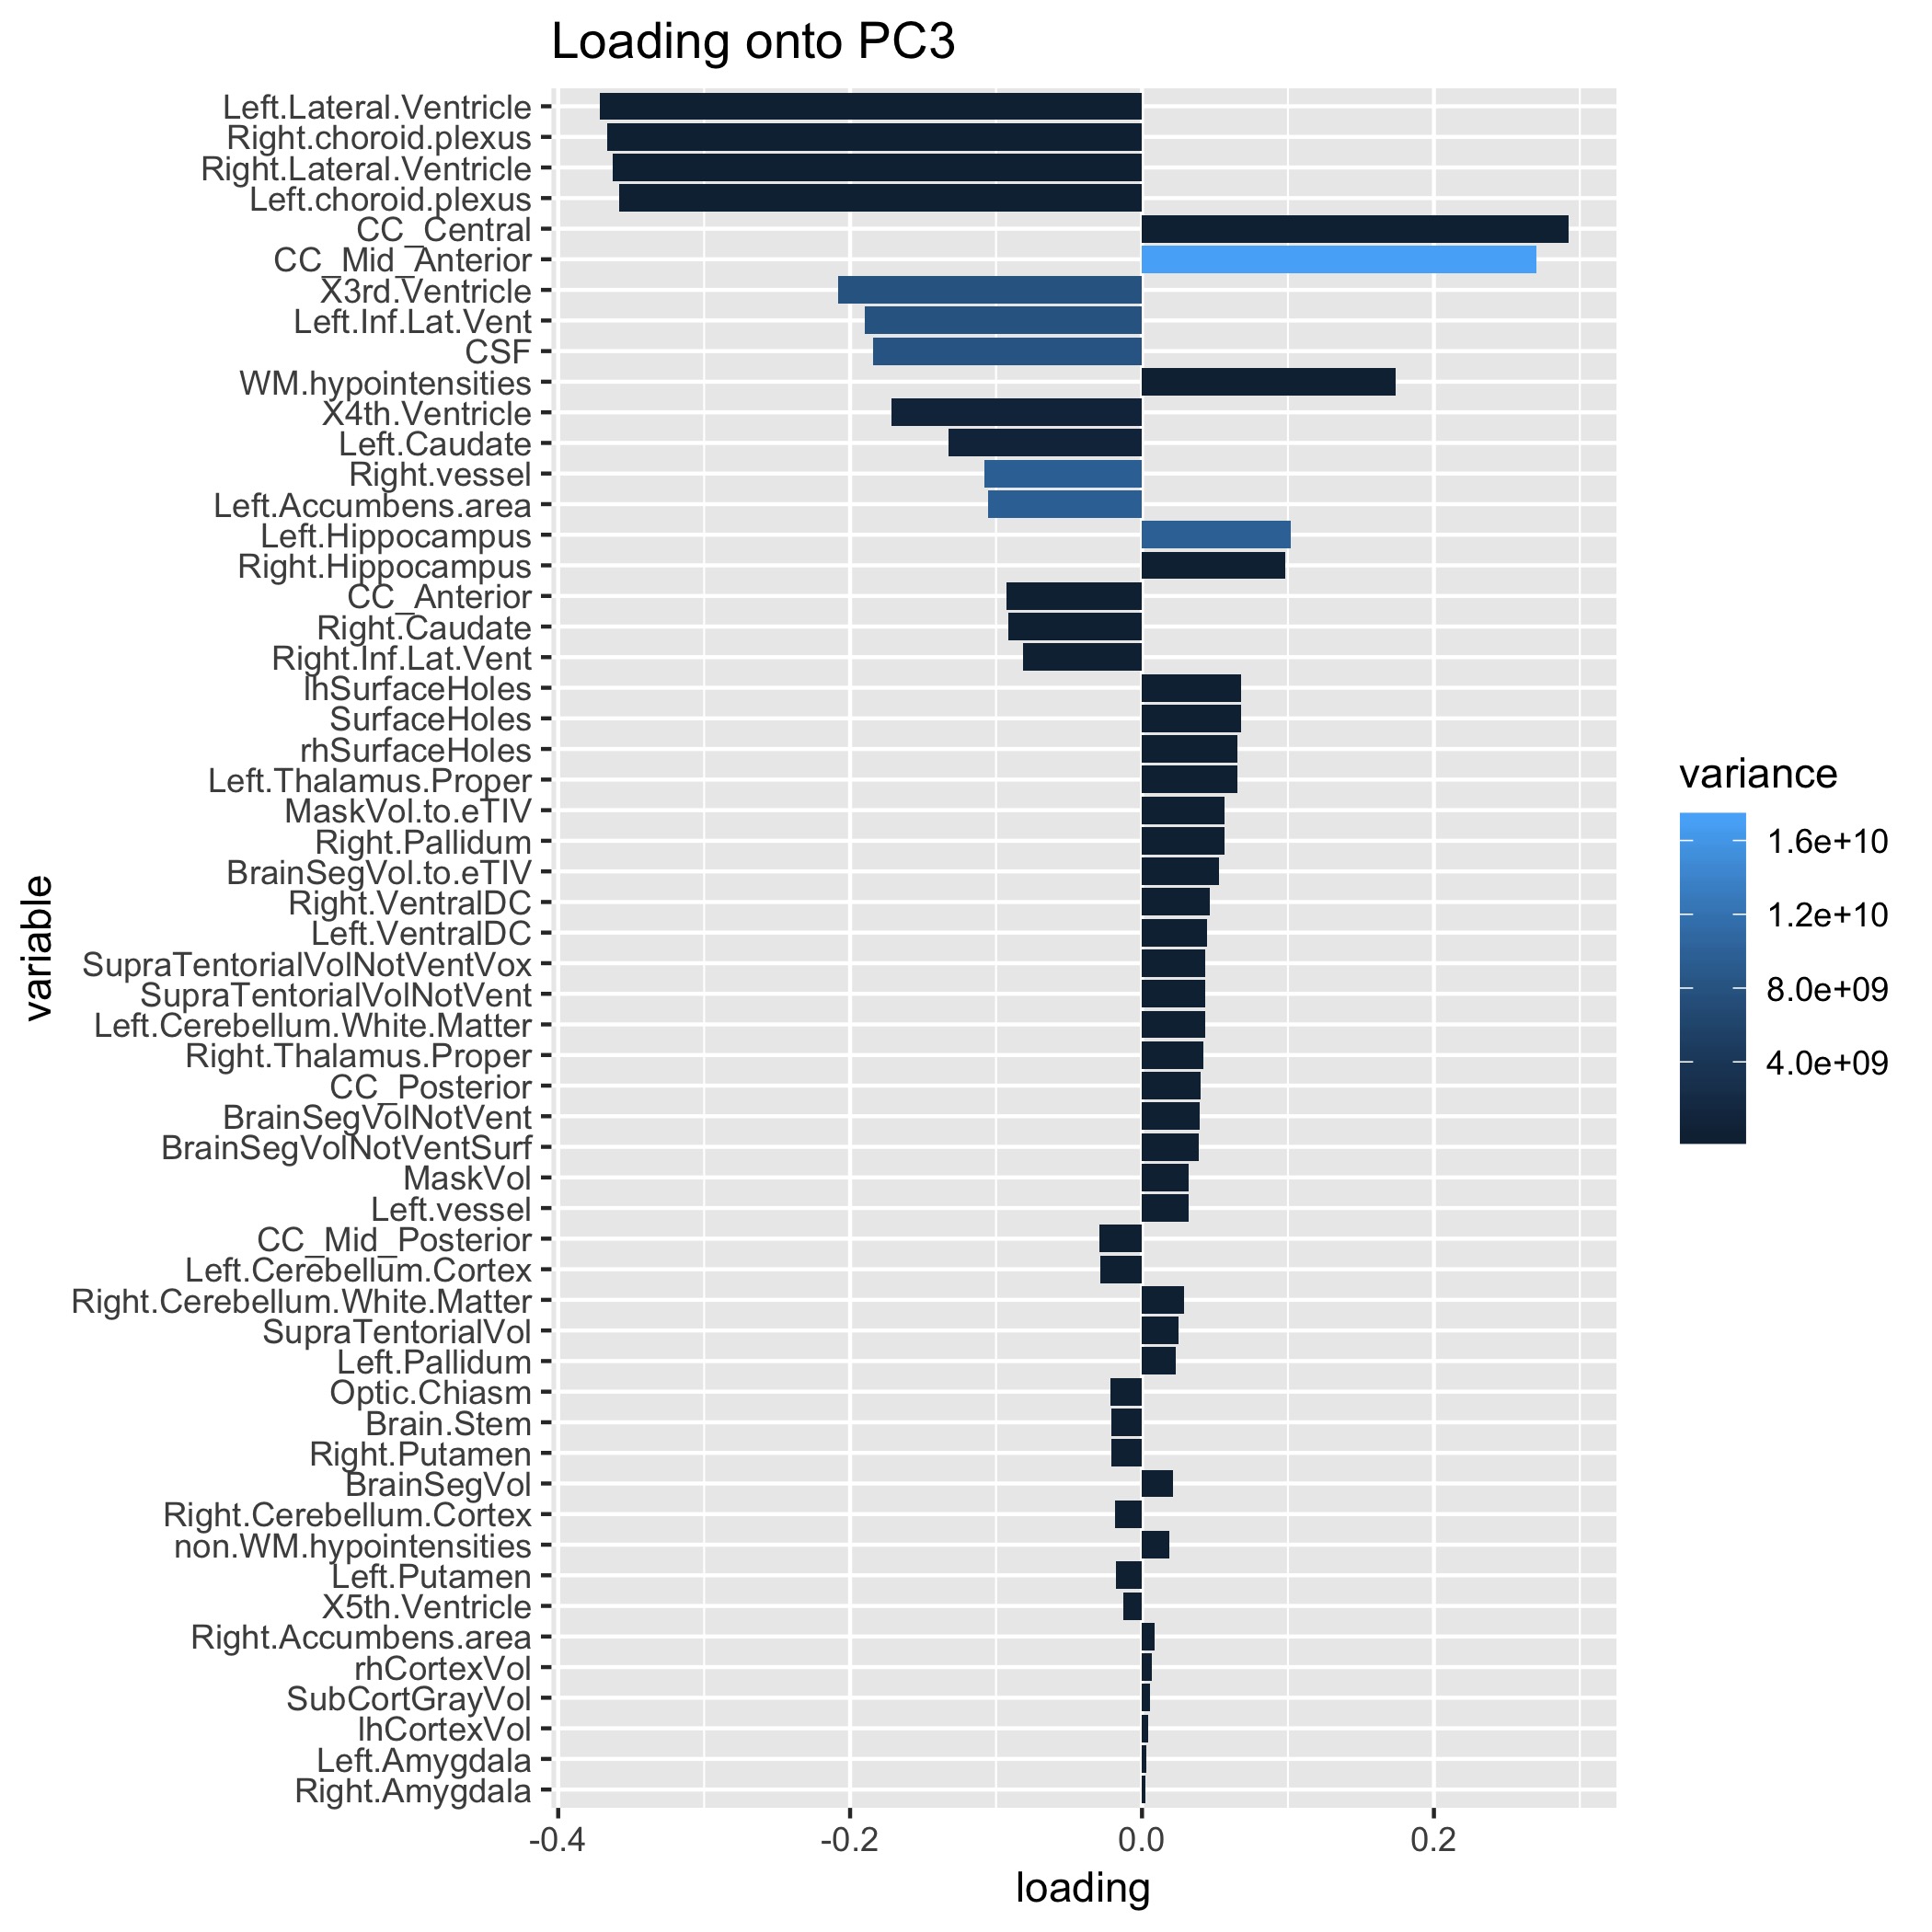 Loading onto PC3
Left.Lateral.Ventricle
Right.choroid.plexus
Right.Lateral.Ventricle
Left.choroid.plexus
CC_Central
CC_Mid_Anterior
X3rd.Ventricle
Left.Inf.Lat.Vent
CSF
WM.hypointensities
X4th.Ventricle
Left.Caudate
Right.vessel
Left.Accumbens.area
Left.Hippocampus
Right.Hippocampus
CC_Anterior
Right.Caudate
Right.Inf.Lat.Vent
lhSurfaceHoles
SurfaceHoles
rhSurfaceHoles
Left.Thalamus.Proper
MaskVol.to.eTIV
Right.Pallidum
BrainSegVol.to.eTIV
Right.VentralDC
Left.VentralDC
SupraTentorialVolNotVentVox
SupraTentorialVolNotVent
Left.Cerebellum.White.Matter
Right.Thalamus.Proper
CC_Posterior
BrainSegVolNotVent
BrainSegVolNotVentSurf
MaskVol
Left.vessel
CC_Mid_Posterior
Left.Cerebellum.Cortex
Right.Cerebellum.White.Matter
SupraTentorialVol
Left.Pallidum
Optic.Chiasm
Brain.Stem
Right.Putamen
BrainSegVol
Right.Cerebellum.Cortex
non.WM.hypointensities
Left.Putamen
X5th.Ventricle
Right.Accumbens.area
rhCortexVol
SubCortGrayVol
lhCortexVol
Left.Amygdala
Right.Amygdala
variable
-0.4
-0.2
0.0
0.2
loading
variance
1.6e+10
1.2e+10
8.0e+09
4.0e+09